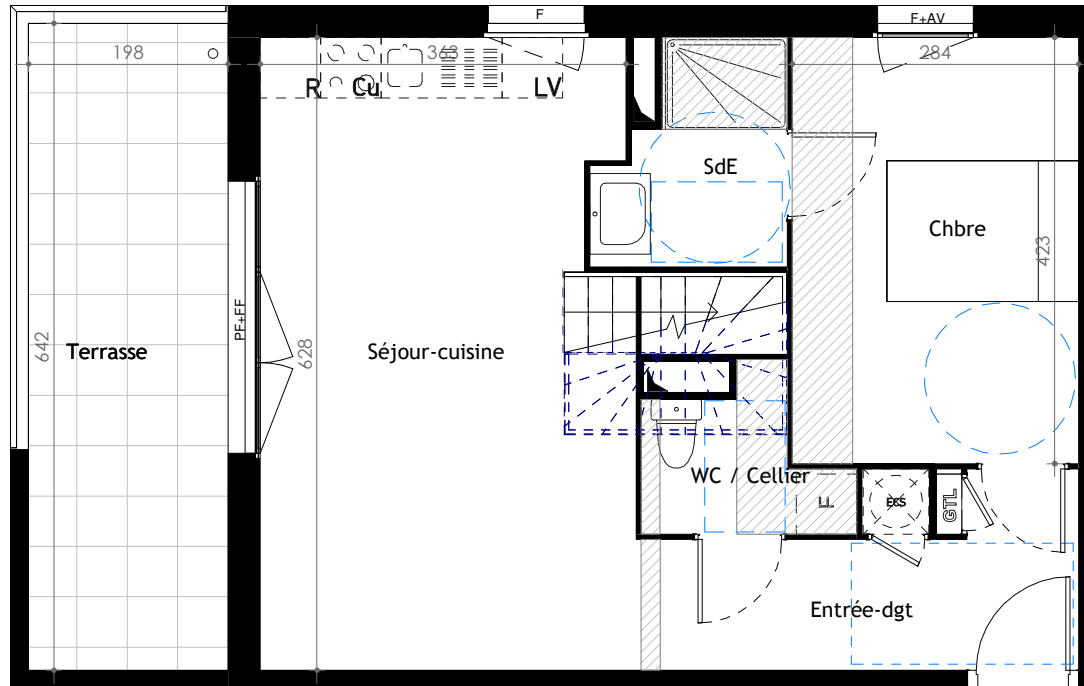 F
F+AV
198
363
284
R
Cu
LV
SdE
Chbre
423
642
PF+FF
Terrasse
628
Séjour-cuisine
WC / Cellier
LL
ECS
GTL
Entrée-dgt